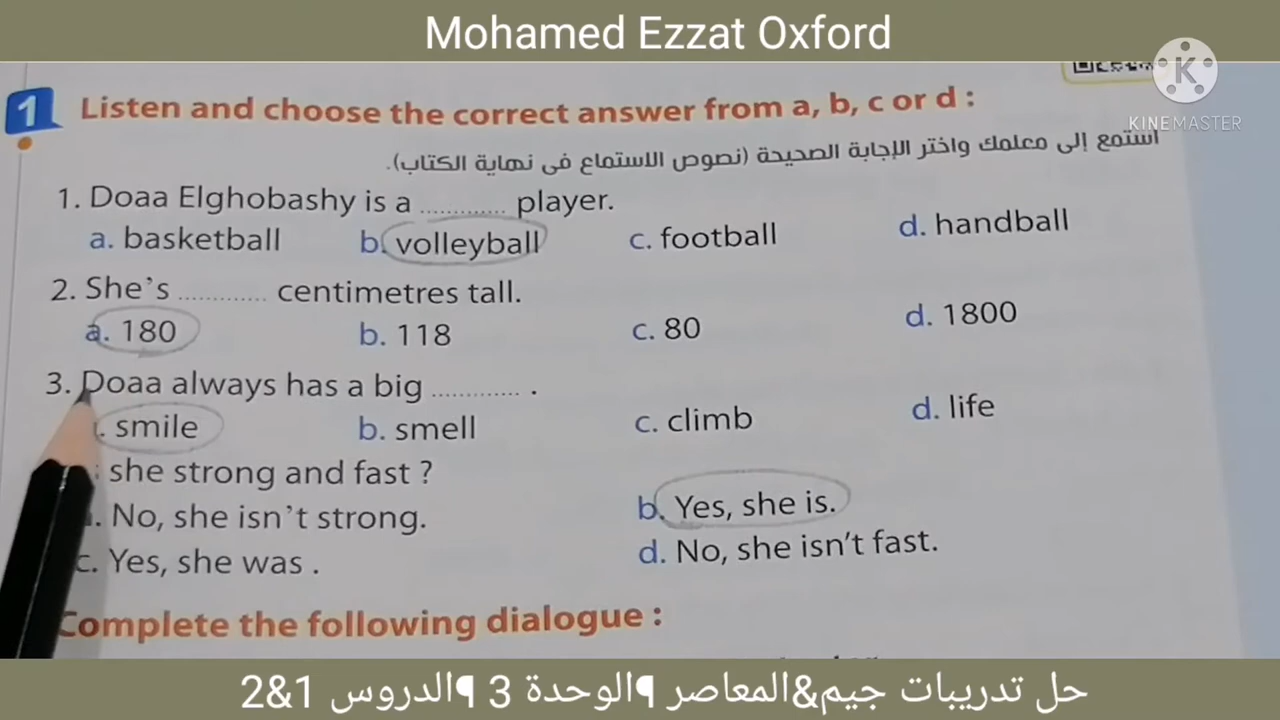 Mohamed Ezzat Oxford
KINEMASTER
1 Listen and choose the correct answer from a, b, c or d :
استمع إلى معلمك واختر الإجابة الصحيحة (نصوص الاستماع فى نهاية الكتاب).
1. Doaa Elghobashy is a ............ player.
a. basketball b. volleyball c. football d. handball
2. She's ............ centimetres tall.
a. 180 b. 118 c. 80 d. 1800
3. Doaa always has a big ............ .
. smile b. smell c. climb d. life
she strong and fast ?
. No, she isn't strong. b. Yes, she is.
c. Yes, she was . d. No, she isn't fast.
Complete the following dialogue :
حل تدريبات جيم&المعاصر ¶الوحدة 3 ¶الدروس 1&2